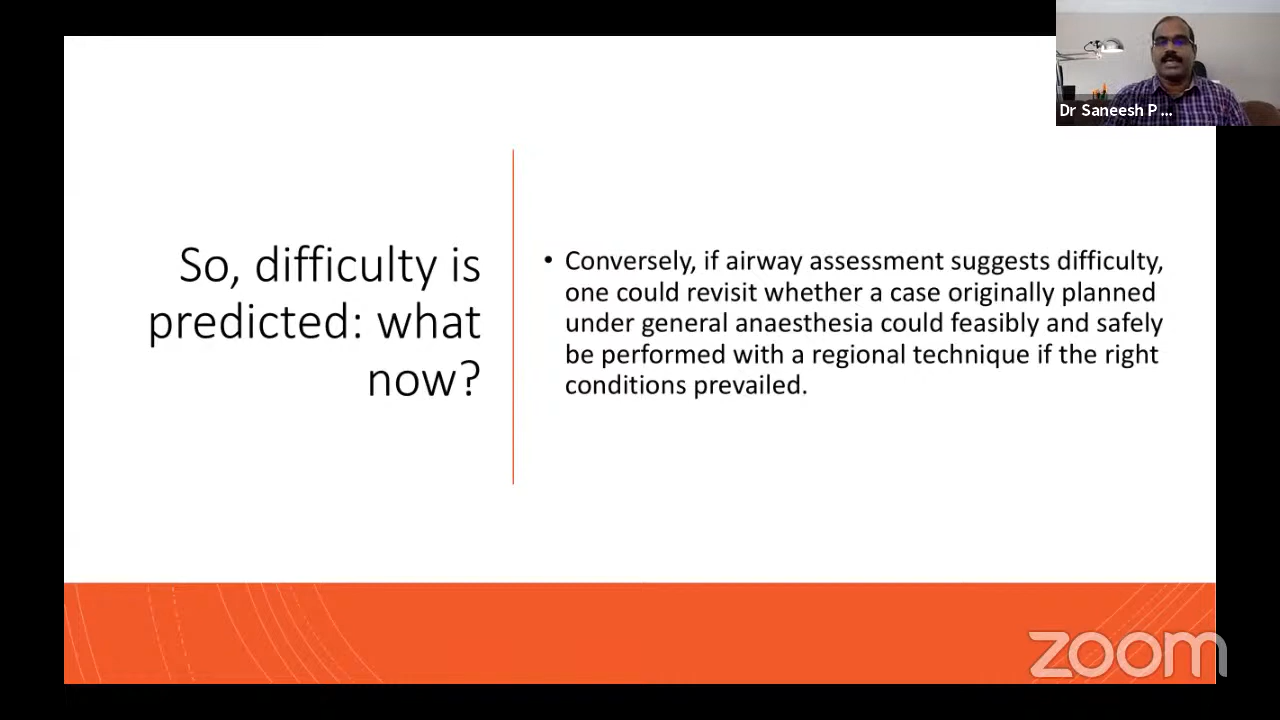 Dr Saneesh P ...
So, difficulty is
predicted: what
now?
• Conversely, if airway assessment suggests difficulty,
one could revisit whether a case originally planned
under general anaesthesia could feasibly and safely
be performed with a regional technique if the right
conditions prevailed.
zoom